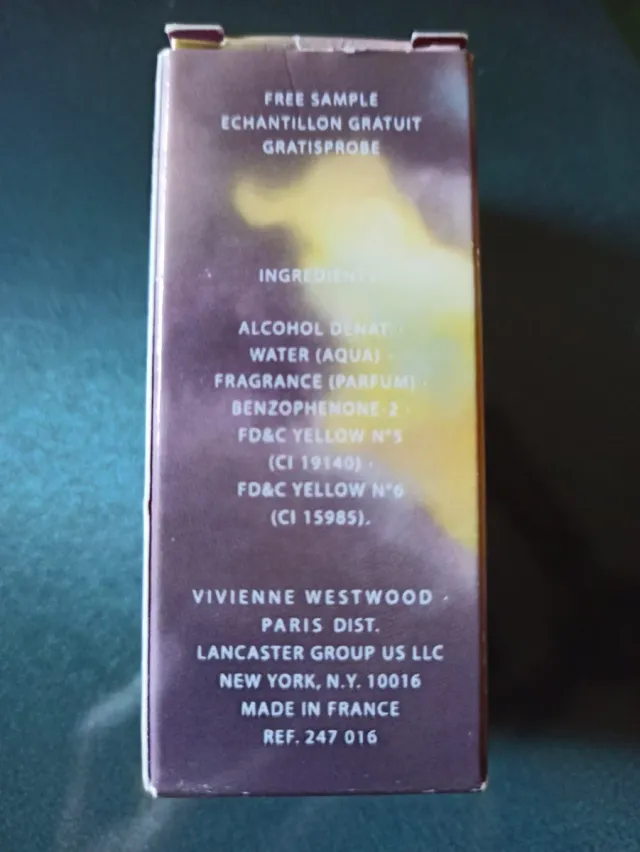 FREE SAMPLE
ECHANTILLON GRATUIT
GRATISPROBE
INGREDIENTS
ALCOHOL DENAT. ·
WATER (AQUA) ·
FRAGRANCE (PARFUM) ·
BENZOPHENONE-2 ·
FD&C YELLOW N°5
(CI 19140) ·
FD&C YELLOW N°6
(CI 15985).
VIVIENNE WESTWOOD ·
PARIS DIST.
LANCASTER GROUP US LLC
NEW YORK, N.Y. 10016
MADE IN FRANCE
REF. 247 016